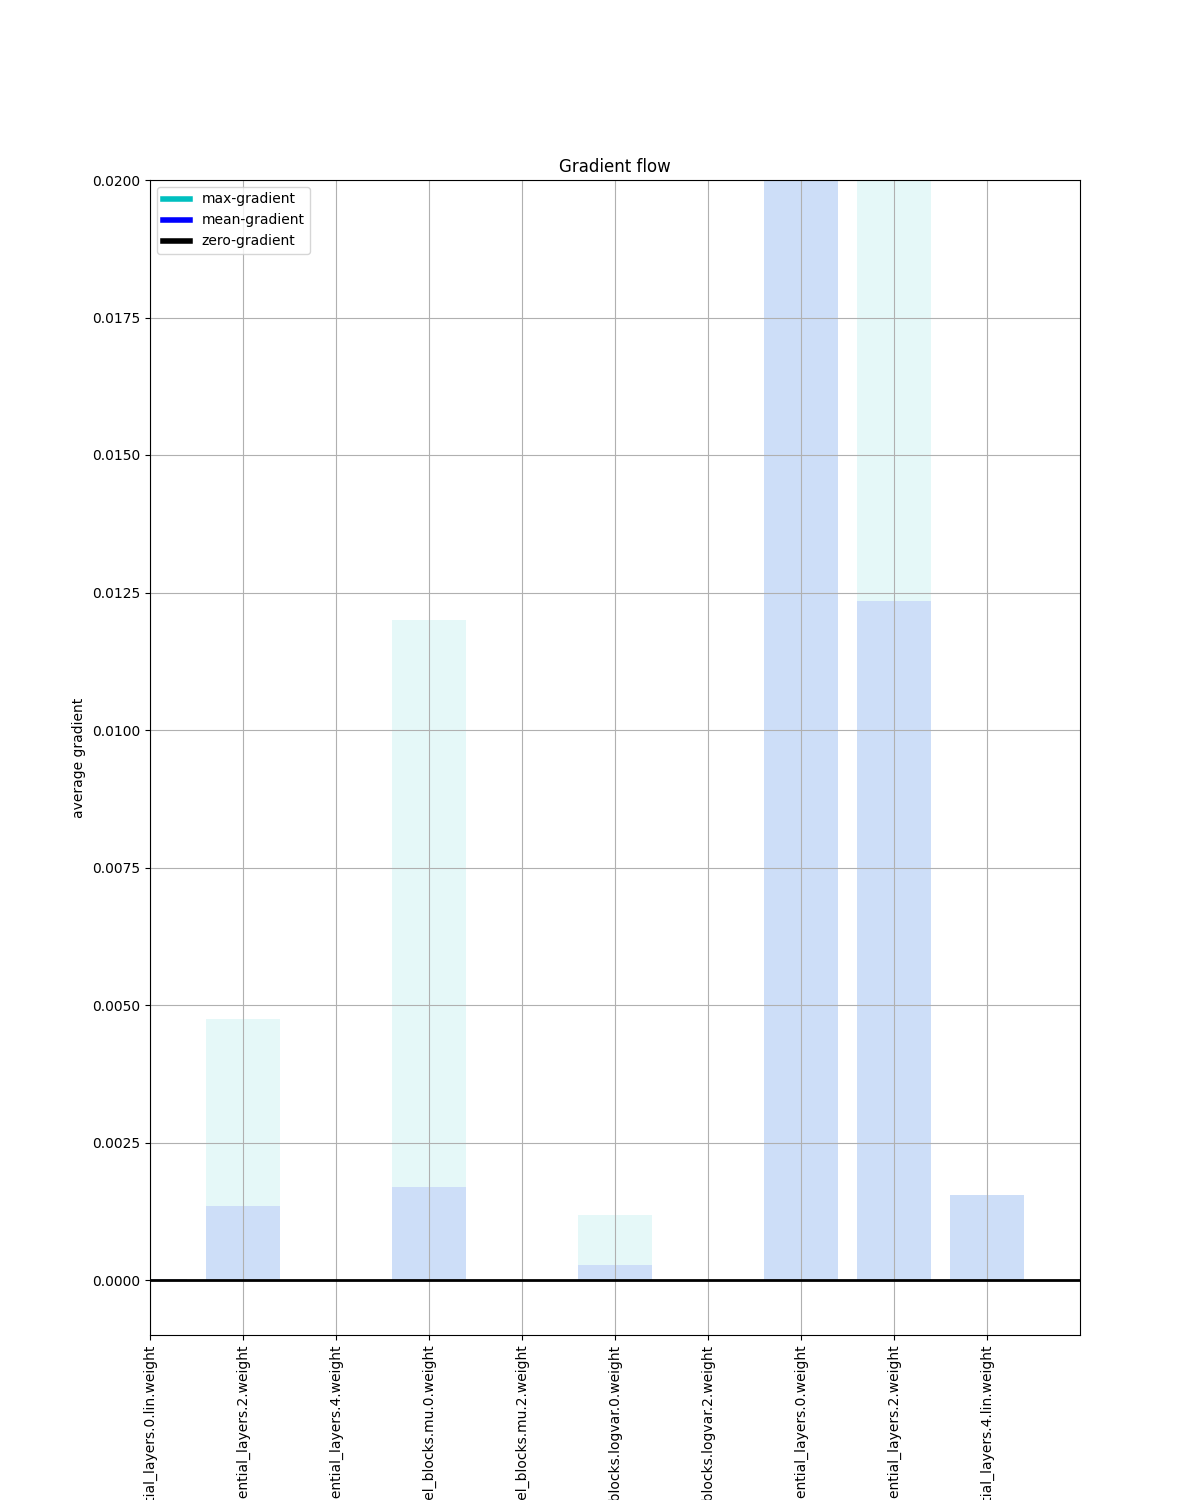 Gradient flow
max-gradient
mean-gradient
zero-gradient
average gradient
0.0200
0.0175
0.0150
0.0125
0.0100
0.0075
0.0050
0.0025
0.0000
tial_layers.0.lin.weight
ential_layers.2.weight
ential_layers.4.weight
el_blocks.mu.0.weight
el_blocks.mu.2.weight
blocks.logvar.0.weight
blocks.logvar.2.weight
ential_layers.0.weight
ential_layers.2.weight
tial_layers.4.lin.weight